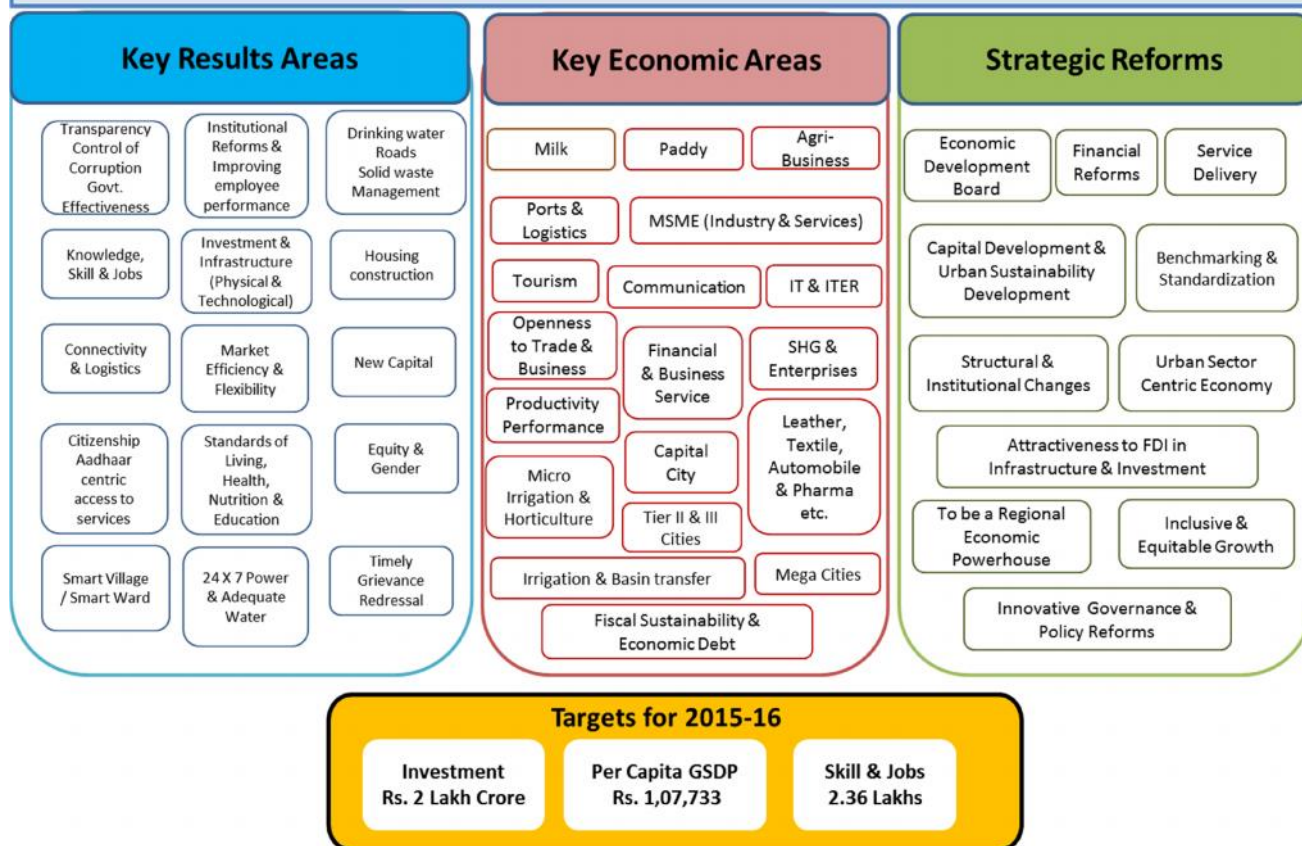 Key Results Areas
Transparency
Control of
Corruption
Govt.
Effectiveness
Institutional
Reforms &
Improving
employee
performance
Drinking water
Roads
Solid waste
Management
Knowledge,
Skill & Jobs
Investment &
Infrastructure
(Physical &
Technological)
Housing
construction
Connectivity
& Logistics
Market
Efficiency &
Flexibility
New Capital
Citizenship
Aadhaar
centric
access to
services
Standards of
Living,
Health,
Nutrition &
Education
Equity &
Gender
Smart Village
/ Smart Ward
24 X 7 Power
& Adequate
Water
Timely
Grievance
Redressal
Key Economic Areas
Milk
Paddy
Agri-
Business
Ports &
Logistics
MSME (Industry & Services)
Tourism
Communication
IT & ITER
Openness
to Trade &
Business
Financial
& Business
Service
SHG &
Enterprises
Productivity
Performance
Capital
City
Leather,
Textile,
Automobile
& Pharma
etc.
Micro
Irrigation &
Horticulture
Tier II & III
Cities
Irrigation & Basin transfer
Mega Cities
Fiscal Sustainability &
Economic Debt
Strategic Reforms
Economic
Development
Board
Financial
Reforms
Service
Delivery
Capital Development &
Urban Sustainability
Development
Benchmarking &
Standardization
Structural &
Institutional Changes
Urban Sector
Centric Economy
Attractiveness to FDI in
Infrastructure & Investment
To be a Regional
Economic
Powerhouse
Inclusive &
Equitable Growth
Innovative Governance &
Policy Reforms
Targets for 2015-16
Investment
Rs. 2 Lakh Crore
Per Capita GSDP
Rs. 1,07,733
Skill & Jobs
2.36 Lakhs